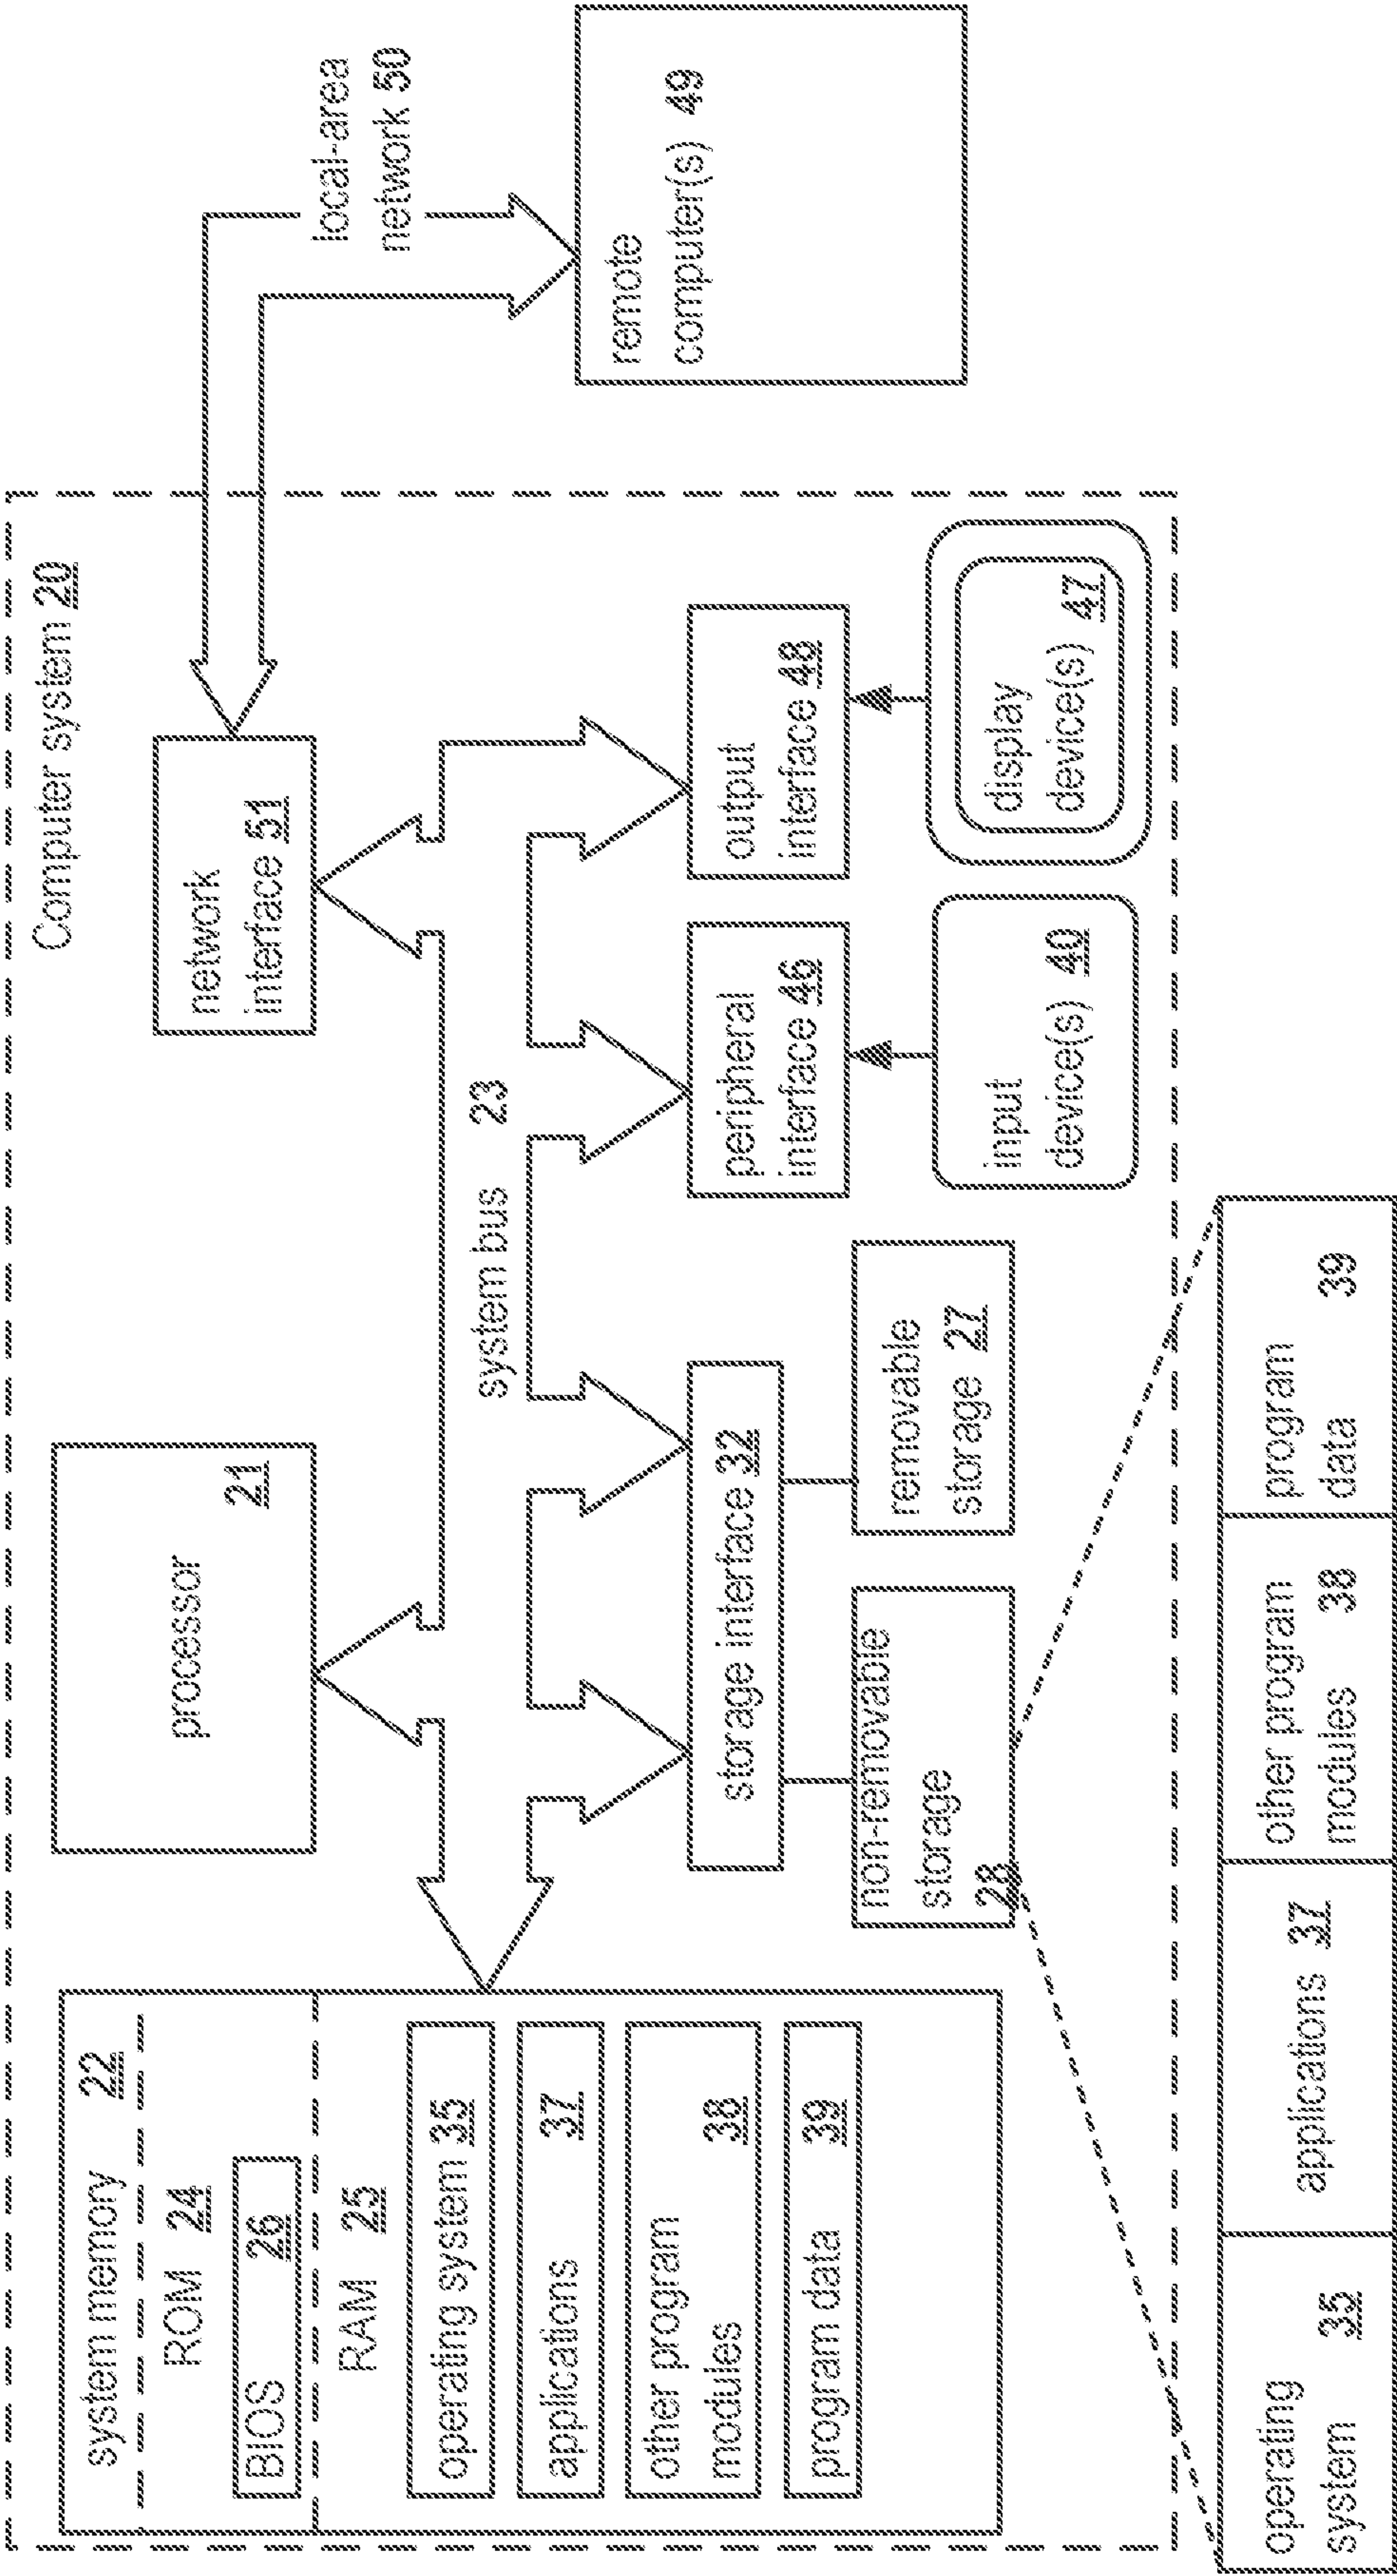 Computer system 20
system memory 22
ROM 24
BIOS 26
RAM 25
operating system 35
applications 37
other program
modules 38
program data 39
processor
21
network
interface 51
local-area
network 50
system bus 23
storage interface 32
non-removable
storage
28
removable
storage 27
peripheral
interface 46
output
interface 48
input
device(s) 40
display
device(s) 47
remote
computer(s) 49
operating
system 35
applications 37
other program
modules 38
program
data 39